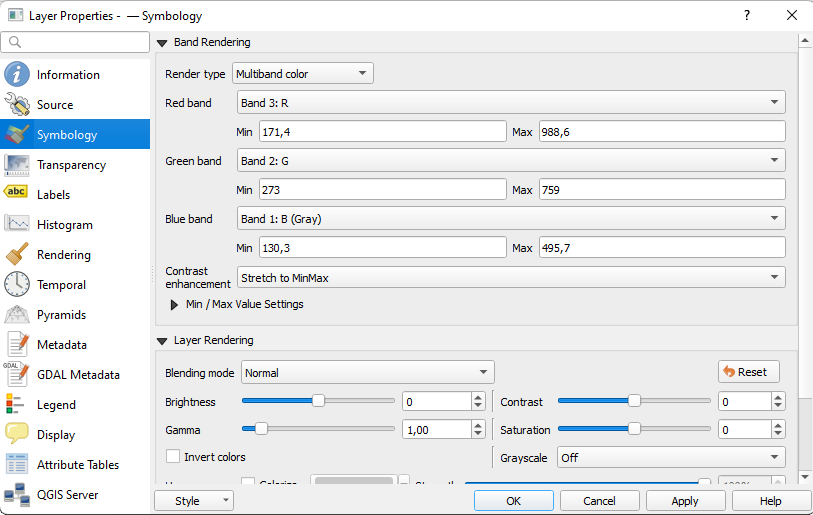 Layer Properties - — Symbology
Information
Source
Symbology
Transparency
abc
Labels
Histogram
Rendering
Temporal
Pyramids
Metadata
GDAL
GDAL Metadata
Legend
Display
Attribute Tables
QGIS Server
Band Rendering
Render type Multiband color
Red band Band 3: R
Min 171,4 Max 988,6
Green band Band 2: G
Min 273 Max 759
Blue band Band 1: B (Gray)
Min 130,3 Max 495,7
Contrast
enhancement Stretch to MinMax
Min / Max Value Settings
Layer Rendering
Blending mode Normal Reset
Brightness 0 Contrast 0
Gamma 1,00 Saturation 0
Invert colors Grayscale Off
Hue Colorize Strength 100%
Style OK Cancel Apply Help